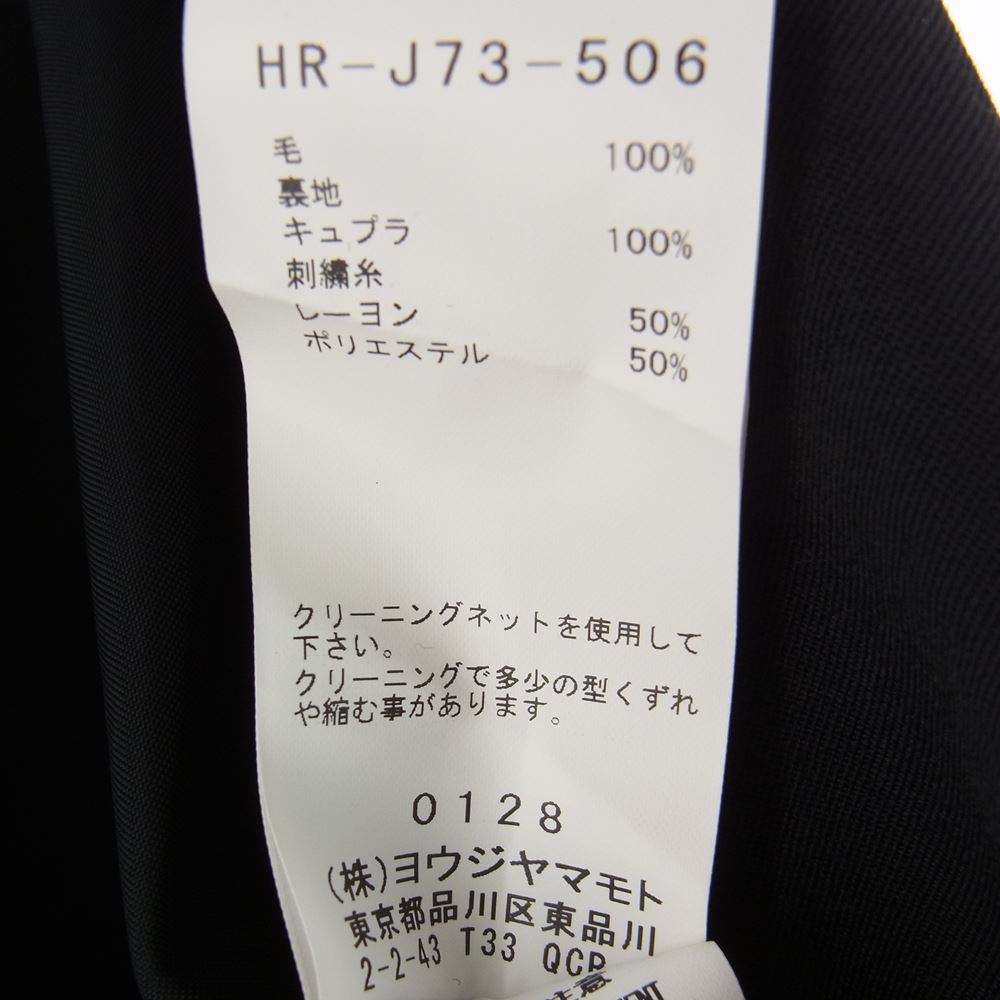 HR-J73-506
毛 100%
裏地
キュプラ 100%
刺繍糸
レーヨン 50%
ポリエステル 50%
クリーニングネットを使用して
下さい。
クリーニングで多少の型くずれ
や縮む事があります。
0128
(株)ヨウジヤマモト
東京都品川区東品川
2-2-43 T33 QCP
注意